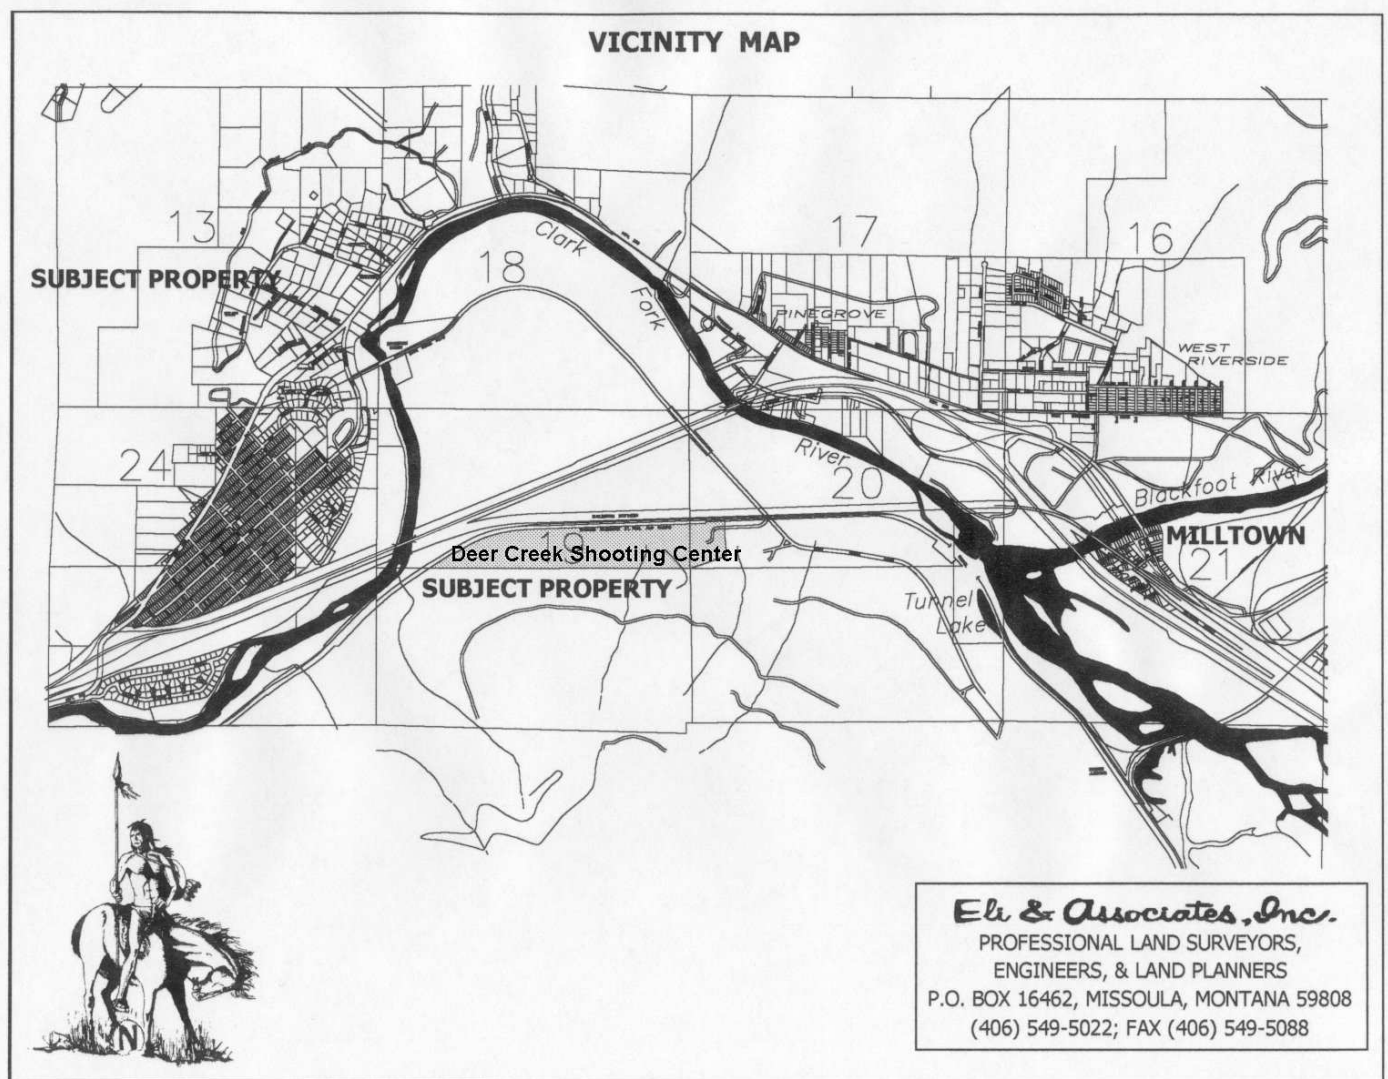 VICINITY MAP
13
SUBJECT PROPERTY
18
Clark
Fork
17
16
PINEGROVE
WEST
RIVERSIDE
24
River
20
Blackfoot River
MILLTOWN
19
Deer Creek Shooting Center
SUBJECT PROPERTY
21
Tunnel
Lake
N
Eli & Associates, Inc.
PROFESSIONAL LAND SURVEYORS,
ENGINEERS, & LAND PLANNERS
P.O. BOX 16462, MISSOULA, MONTANA 59808
(406) 549-5022; FAX (406) 549-5088